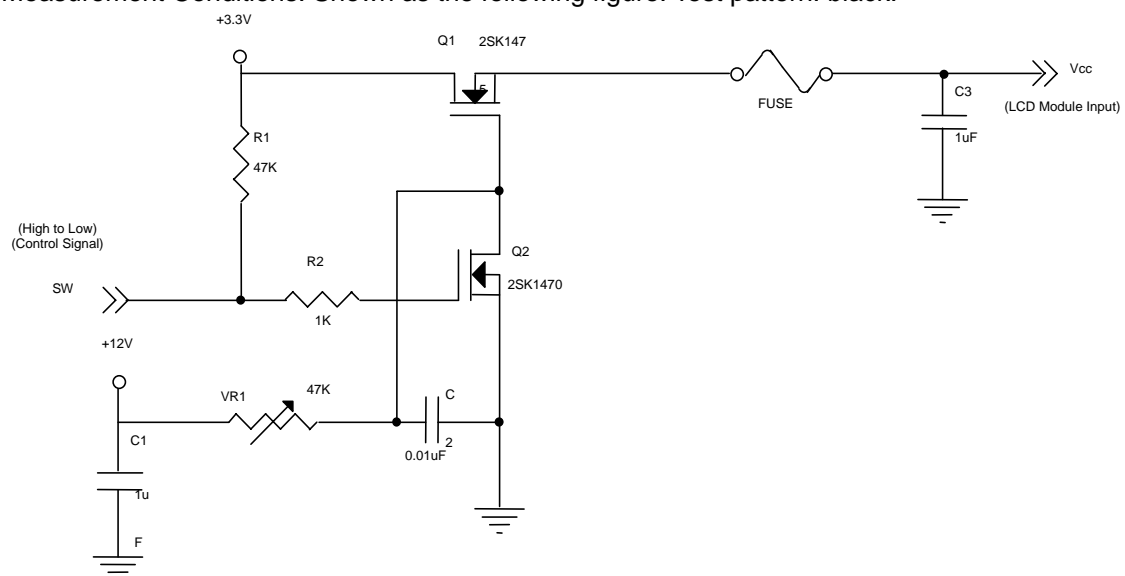 Measurement Conditions: Shown as the following figure. Test pattern: black.
+3.3V
Q1 2SK147
5
Vcc
FUSE
C3
(LCD Module Input)
1uF
R1
47K
(High to Low)
(Control Signal)
SW
R2
1K
Q2
2SK1470
+12V
VR1
47K
C
2
0.01uF
C1
1u
F